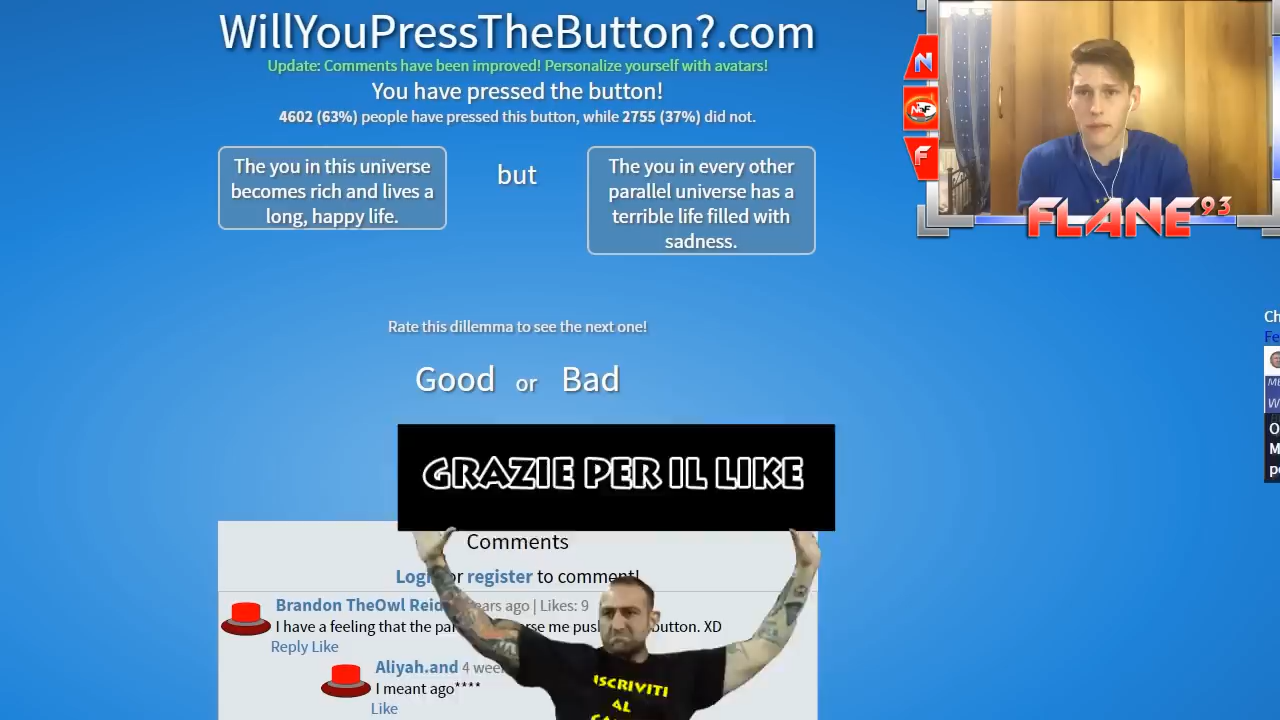 WillYouPressTheButton?.com
Update: Comments have been improved! Personalize yourself with avatars!
You have pressed the button!
4602 (63%) people have pressed this button, while 2755 (37%) did not.
The you in this universe
becomes rich and lives a
long, happy life.
but
The you in every other
parallel universe has a
terrible life filled with
sadness.
N
F
FLANE93
Rate this dillemma to see the next one!
Good or Bad
GRAZIE PER IL LIKE
Comments
or register to comment!
Brandon TheOwl ago | Likes: 9
I have a feeling that the me button. XD
Reply Like
Aliyah.and 4
I meant ago****
Like
ISCRIVITI
AL